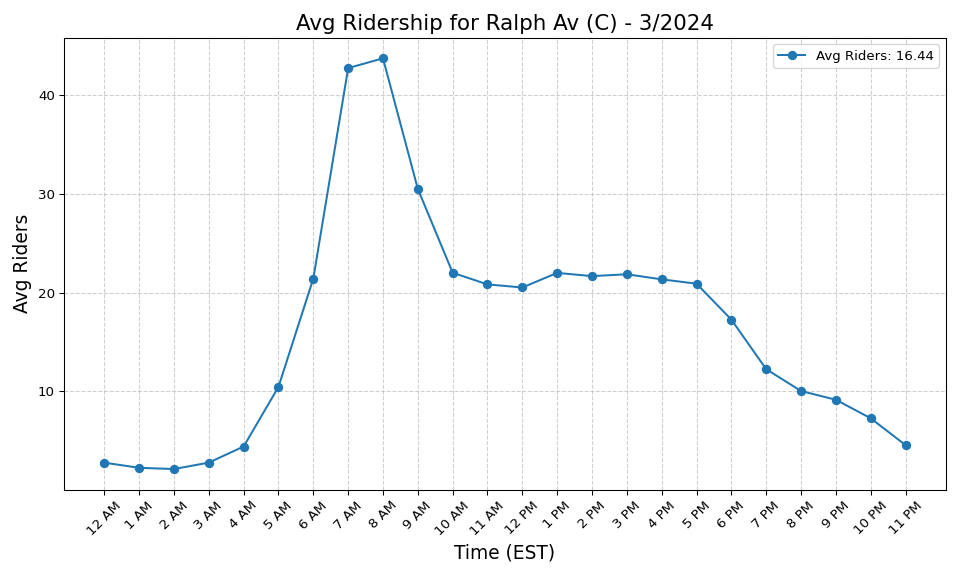 Avg Ridership for Ralph Av (C) - 3/2024
Avg Riders: 16.44
Avg Riders
40
30
20
10
12 AM
1 AM
2 AM
3 AM
4 AM
5 AM
6 AM
7 AM
8 AM
9 AM
10 AM
11 AM
12 PM
1 PM
2 PM
3 PM
4 PM
5 PM
6 PM
7 PM
8 PM
9 PM
10 PM
11 PM
Time (EST)